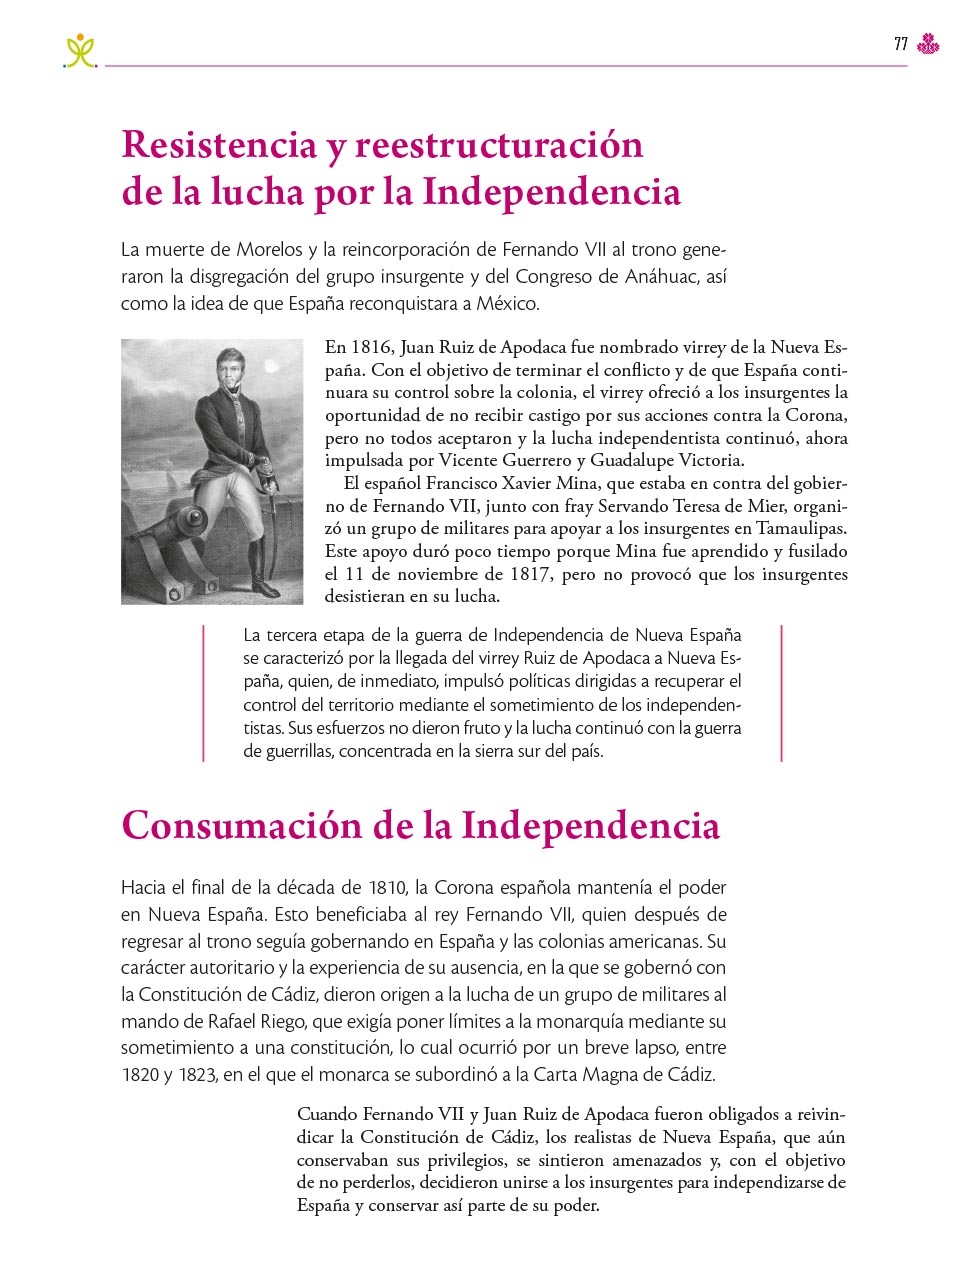 77
Resistencia y reestructuración
de la lucha por la Independencia
La muerte de Morelos y la reincorporación de Fernando VII al trono gene-
raron la disgregación del grupo insurgente y del Congreso de Anáhuac, así
como la idea de que España reconquistara a México.
En 1816, Juan Ruiz de Apodaca fue nombrado virrey de la Nueva Es-
paña. Con el objetivo de terminar el conflicto y de que España conti-
nuara su control sobre la colonia, el virrey ofreció a los insurgentes la
oportunidad de no recibir castigo por sus acciones contra la Corona,
pero no todos aceptaron y la lucha independentista continuó, ahora
impulsada por Vicente Guerrero y Guadalupe Victoria.
El español Francisco Xavier Mina, que estaba en contra del gobier-
no de Fernando VII, junto con fray Servando Teresa de Mier, organi-
zó un grupo de militares para apoyar a los insurgentes en Tamaulipas.
Este apoyo duró poco tiempo porque Mina fue aprendido y fusilado
el 11 de noviembre de 1817, pero no provocó que los insurgentes
desistieran en su lucha.
La tercera etapa de la guerra de Independencia de Nueva España
se caracterizó por la llegada del virrey Ruiz de Apodaca a Nueva Es-
paña, quien, de inmediato, impulsó políticas dirigidas a recuperar el
control del territorio mediante el sometimiento de los independen-
tistas. Sus esfuerzos no dieron fruto y la lucha continuó con la guerra
de guerrillas, concentrada en la sierra sur del país.
Consumación de la Independencia
Hacia el final de la década de 1810, la Corona española mantenía el poder
en Nueva España. Esto beneficiaba al rey Fernando VII, quien después de
regresar al trono seguía gobernando en España y las colonias americanas. Su
carácter autoritario y la experiencia de su ausencia, en la que se gobernó con
la Constitución de Cádiz, dieron origen a la lucha de un grupo de militares al
mando de Rafael Riego, que exigía poner límites a la monarquía mediante su
sometimiento a una constitución, lo cual ocurrió por un breve lapso, entre
1820 y 1823, en el que el monarca se subordinó a la Carta Magna de Cádiz.
Cuando Fernando VII y Juan Ruiz de Apodaca fueron obligados a reivin-
dicar la Constitución de Cádiz, los realistas de Nueva España, que aún
conservaban sus privilegios, se sintieron amenazados y, con el objetivo
de no perderlos, decidieron unirse a los insurgentes para independizarse de
España y conservar así parte de su poder.